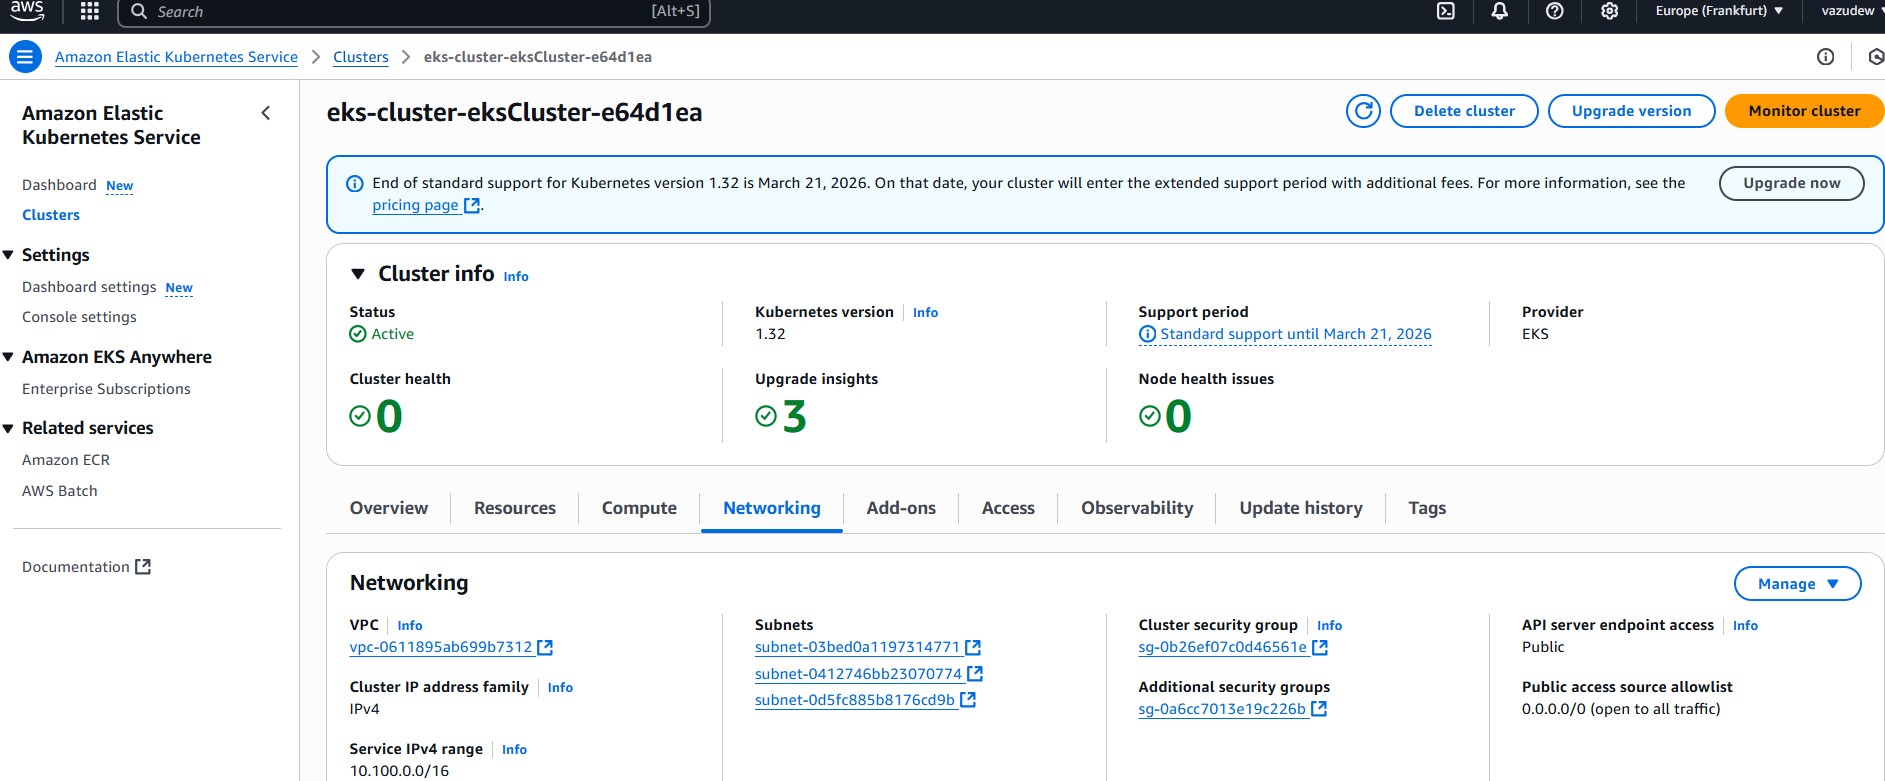 aws
Search
[Alt+S]
Europe (Frankfurt)
vazudew
Amazon Elastic Kubernetes Service
Clusters
eks-cluster-eksCluster-e64d1ea
Amazon Elastic
Kubernetes Service
Dashboard New
Clusters
Settings
Dashboard settings New
Console settings
Amazon EKS Anywhere
Enterprise Subscriptions
Related services
Amazon ECR
AWS Batch
Documentation
eks-cluster-eksCluster-e64d1ea
Delete cluster
Upgrade version
Monitor cluster
End of standard support for Kubernetes version 1.32 is March 21, 2026. On that date, your cluster will enter the extended support period with additional fees. For more information, see the
pricing page.
Upgrade now
Cluster info Info
Status
Active
Kubernetes version Info
1.32
Support period
Standard support until March 21, 2026
Provider
EKS
Cluster health
0
Upgrade insights
3
Node health issues
0
Overview
Resources
Compute
Networking
Add-ons
Access
Observability
Update history
Tags
Networking
Manage
VPC Info
vpc-0611895ab699b7312
Cluster IP address family Info
IPv4
Service IPv4 range Info
10.100.0.0/16
Subnets
subnet-03bed0a1197314771
subnet-0412746bb23070774
subnet-0d5fc885b8176cd9b
Cluster security group Info
sg-0b26ef07c0d46561e
Additional security groups
sg-0a6cc7013e19c226b
API server endpoint access Info
Public
Public access source allowlist
0.0.0.0/0 (open to all traffic)